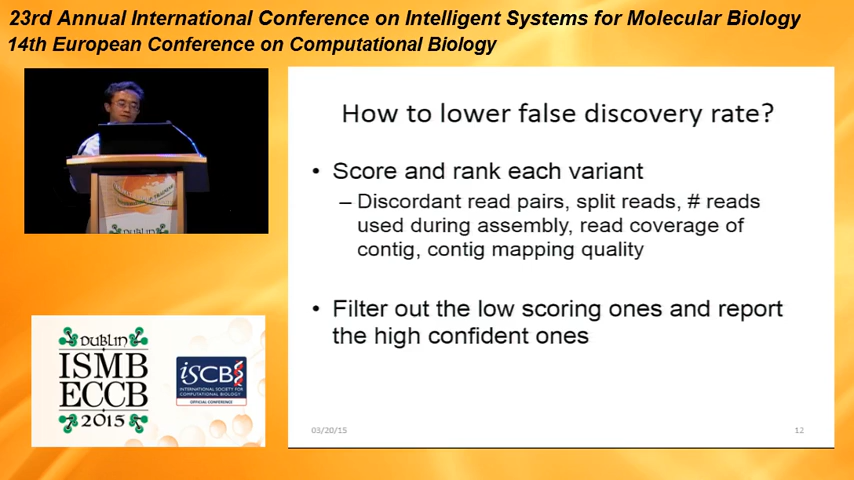 23rd Annual International Conference on Intelligent Systems for Molecular Biology
14th European Conference on Computational Biology
How to lower false discovery rate?
• Score and rank each variant
– Discordant read pairs, split reads, # reads
used during assembly, read coverage of
contig, contig mapping quality
• Filter out the low scoring ones and report
the high confident ones
03/20/15
12
DUBLIN
DUBLIN
ISMB
ECCB
2015
ISCB
INTERNATIONAL SOCIETY FOR
COMPUTATIONAL BIOLOGY
OFFICIAL CONFERENCE